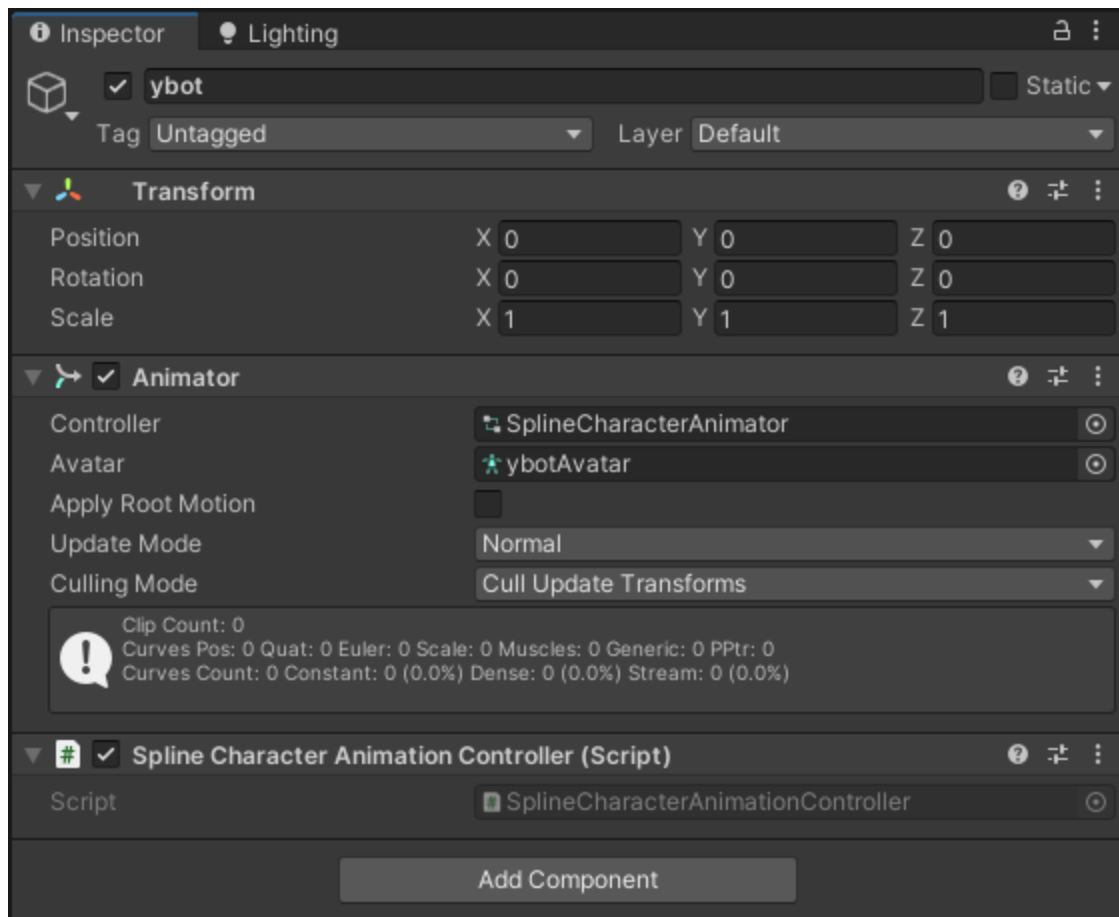 Inspector Lighting
ybot Static
Tag Untagged Layer Default
Transform
Position X 0 Y 0 Z 0
Rotation X 0 Y 0 Z 0
Scale X 1 Y 1 Z 1
Animator
Controller SplineCharacterAnimator
Avatar ybotAvatar
Apply Root Motion
Update Mode Normal
Culling Mode Cull Update Transforms
Clip Count: 0
Curves Pos: 0 Quat: 0 Euler: 0 Scale: 0 Muscles: 0 Generic: 0 PPtr: 0
Curves Count: 0 Constant: 0 (0.0%) Dense: 0 (0.0%) Stream: 0 (0.0%)
# Spline Character Animation Controller (Script)
Script SplineCharacterAnimationController
Add Component